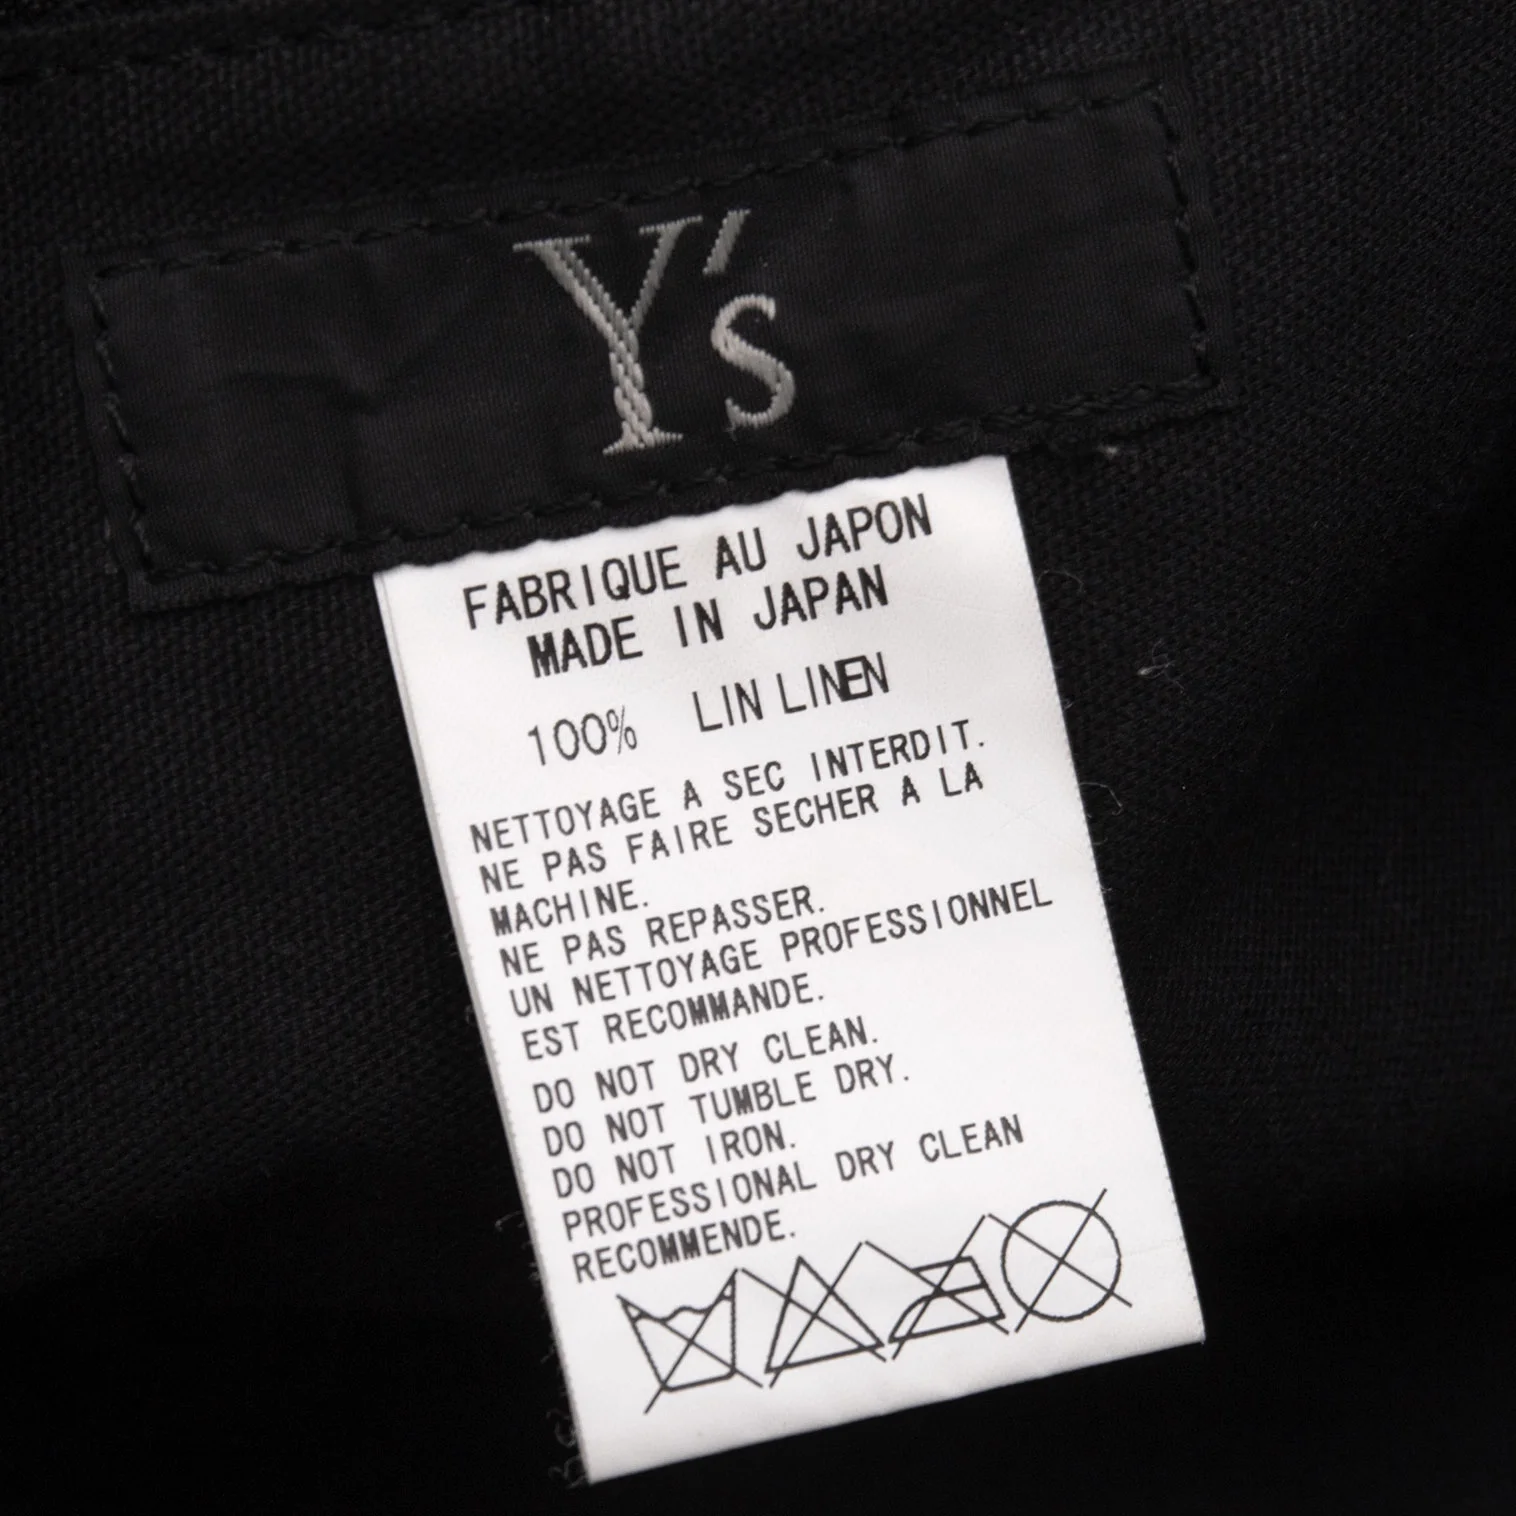 Y's
FABRIQUE AU JAPON
MADE IN JAPAN
100% LIN LINEN
NETTOYAGE A SEC INTERDIT.
NE PAS FAIRE SECHER A LA
MACHINE.
NE PAS REPASSER.
UN NETTOYAGE PROFESSIONNEL
EST RECOMMANDE.
DO NOT DRY CLEAN.
DO NOT TUMBLE DRY.
DO NOT IRON.
PROFESSIONAL DRY CLEAN
RECOMMENDE.